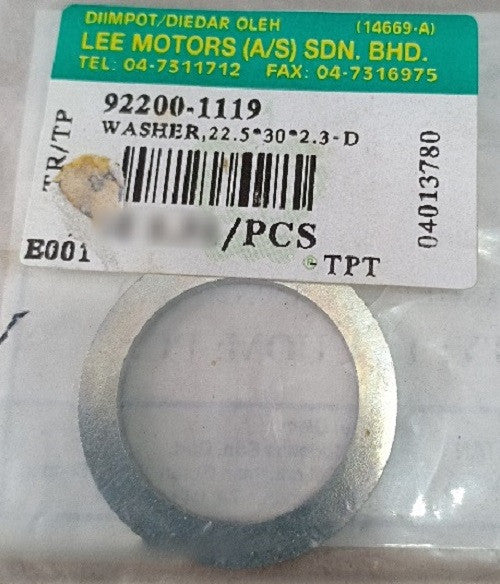 DIIMPOT/DIEDAR OLEH (14669-A)
LEE MOTORS (A/S) SDN. BHD.
TEL: 04-7311712 FAX: 04-7316975
92200-1119
WASHER,22.5*30*2.3-D
TR/TP
04013780
/PCS
E001
TPT